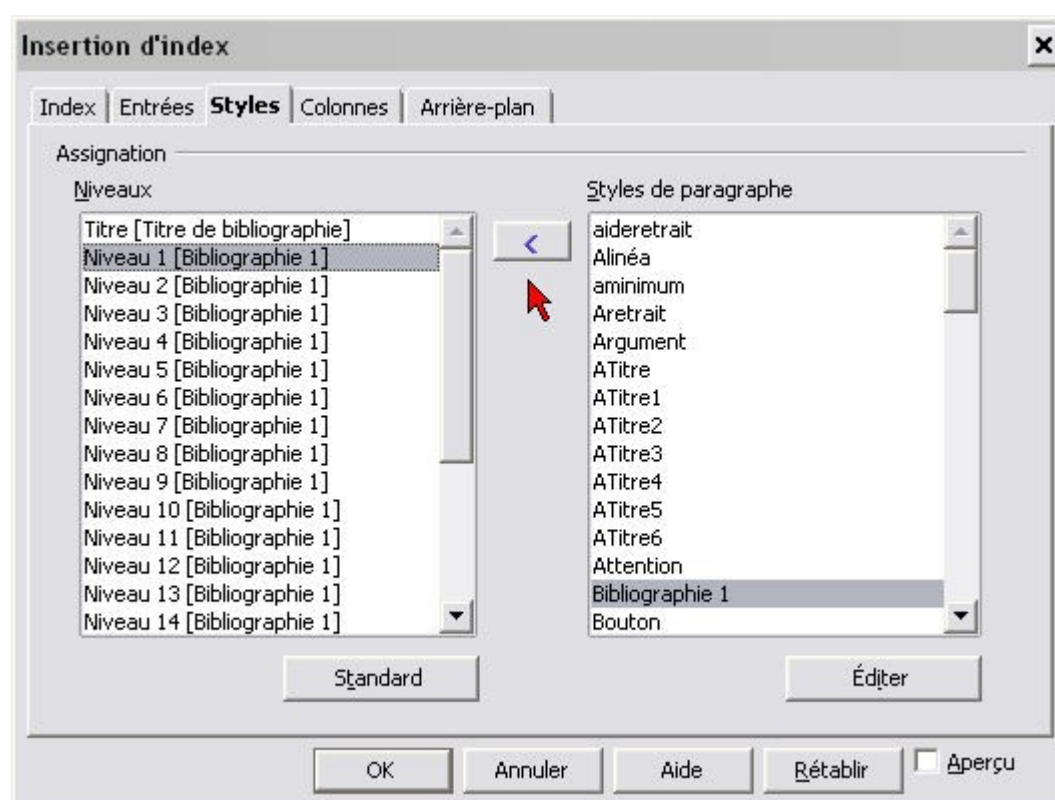 Insertion d'index
Index Entrées Styles Colonnes Arrière-plan
Assignation
Niveaux
Titre [Titre de bibliographie]
Niveau 1 [Bibliographie 1]
Niveau 2 [Bibliographie 1]
Niveau 3 [Bibliographie 1]
Niveau 4 [Bibliographie 1]
Niveau 5 [Bibliographie 1]
Niveau 6 [Bibliographie 1]
Niveau 7 [Bibliographie 1]
Niveau 8 [Bibliographie 1]
Niveau 9 [Bibliographie 1]
Niveau 10 [Bibliographie 1]
Niveau 11 [Bibliographie 1]
Niveau 12 [Bibliographie 1]
Niveau 13 [Bibliographie 1]
Niveau 14 [Bibliographie 1]
Standard
<
Styles de paragraphe
aideretrait
Alinéa
aminimum
Aretrait
Argument
ATitre
ATitre1
ATitre2
ATitre3
ATitre4
ATitre5
ATitre6
Attention
Bibliographie 1
Bouton
Éditer
OK Annuler Aide Rétablir Aperçu